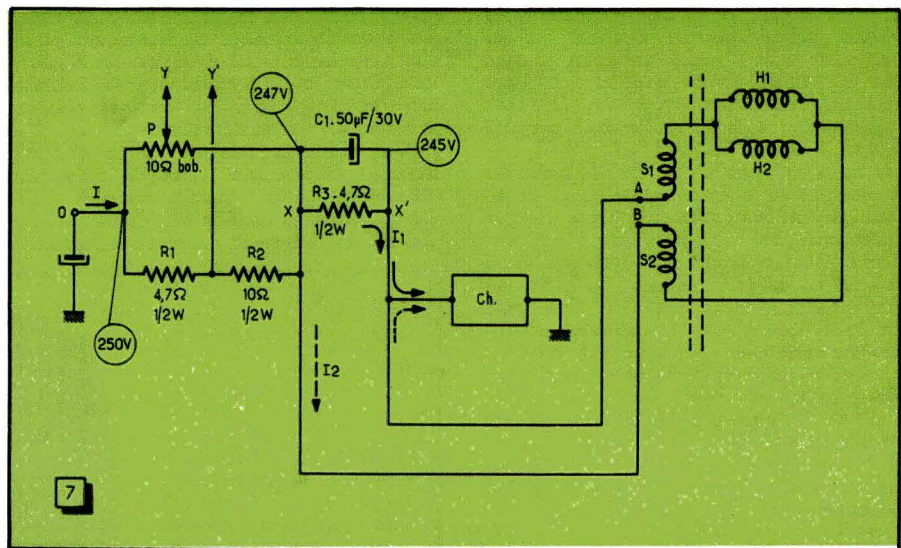 Y Y'
247V
C1.50µF/30V
245V
P
10Ω bob.
I
O
X
R3.4,7Ω
X'
1/2W
I1
R1
R2
4,7Ω
10Ω
1/2W
1/2W
250V
I2
Ch.
A
B
S1
S2
H1
H2
7